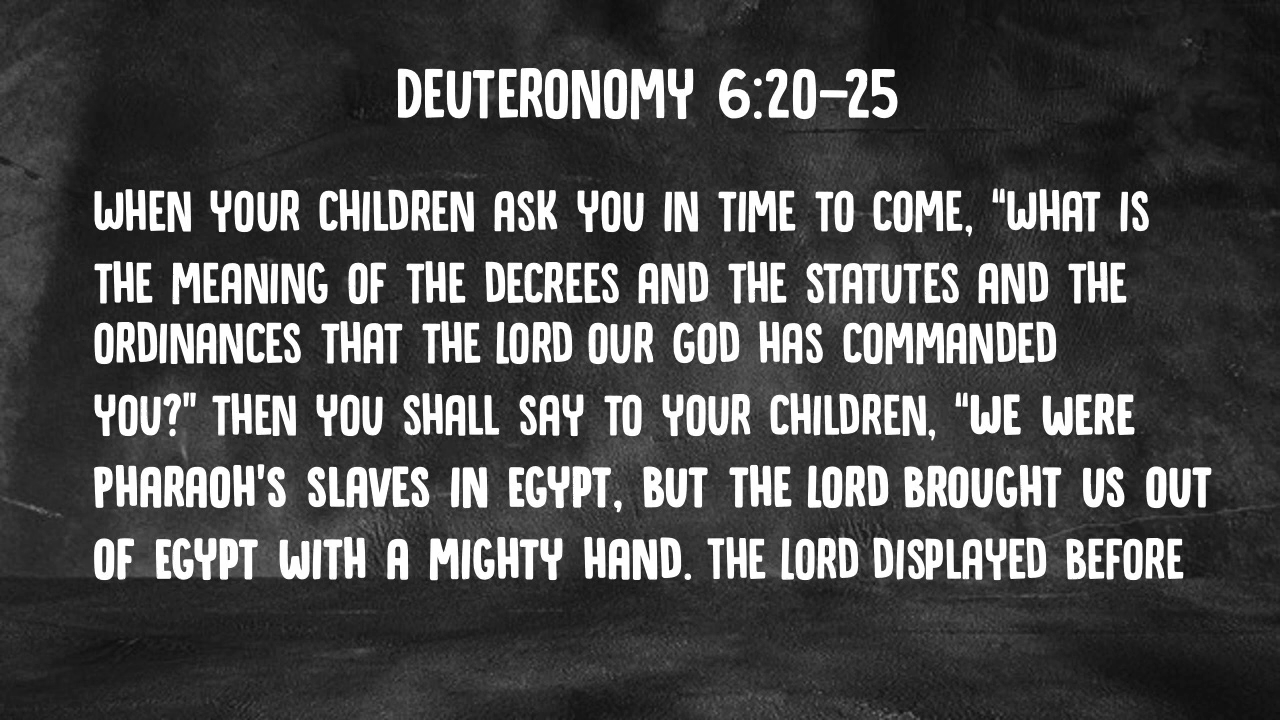 DEUTERONOMY 6:20-25
WHEN YOUR CHILDREN ASK YOU IN TIME TO COME, "WHAT IS
THE MEANING OF THE DECREES AND THE STATUTES AND THE
ORDINANCES THAT THE LORD OUR GOD HAS COMMANDED
YOU?" THEN YOU SHALL SAY TO YOUR CHILDREN, "WE WERE
PHARAOH'S SLAVES IN EGYPT, BUT THE LORD BROUGHT US OUT
OF EGYPT WITH A MIGHTY HAND. THE LORD DISPLAYED BEFORE